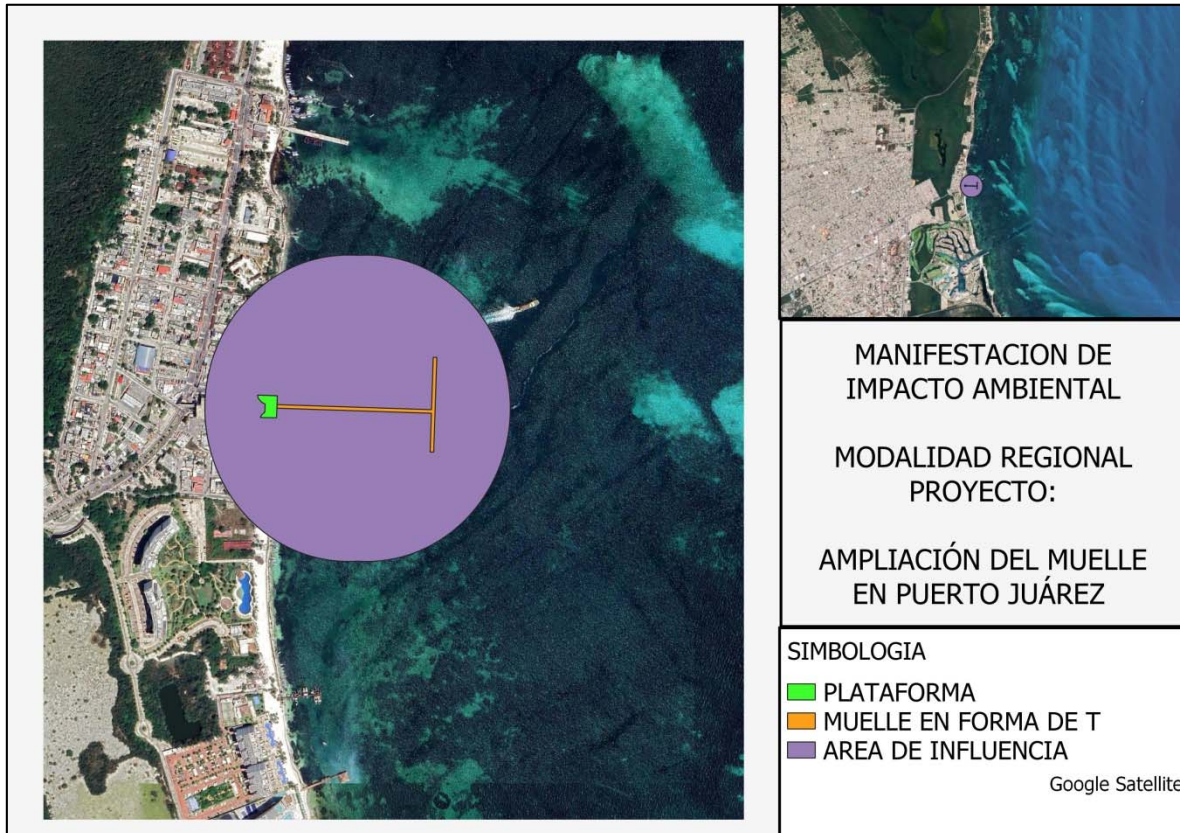 MANIFESTACION DE
IMPACTO AMBIENTAL
MODALIDAD REGIONAL
PROYECTO:
AMPLIACIÓN DEL MUELLE
EN PUERTO JUÁREZ
SIMBOLOGIA
PLATAFORMA
MUELLE EN FORMA DE T
AREA DE INFLUENCIA
Google Satellite